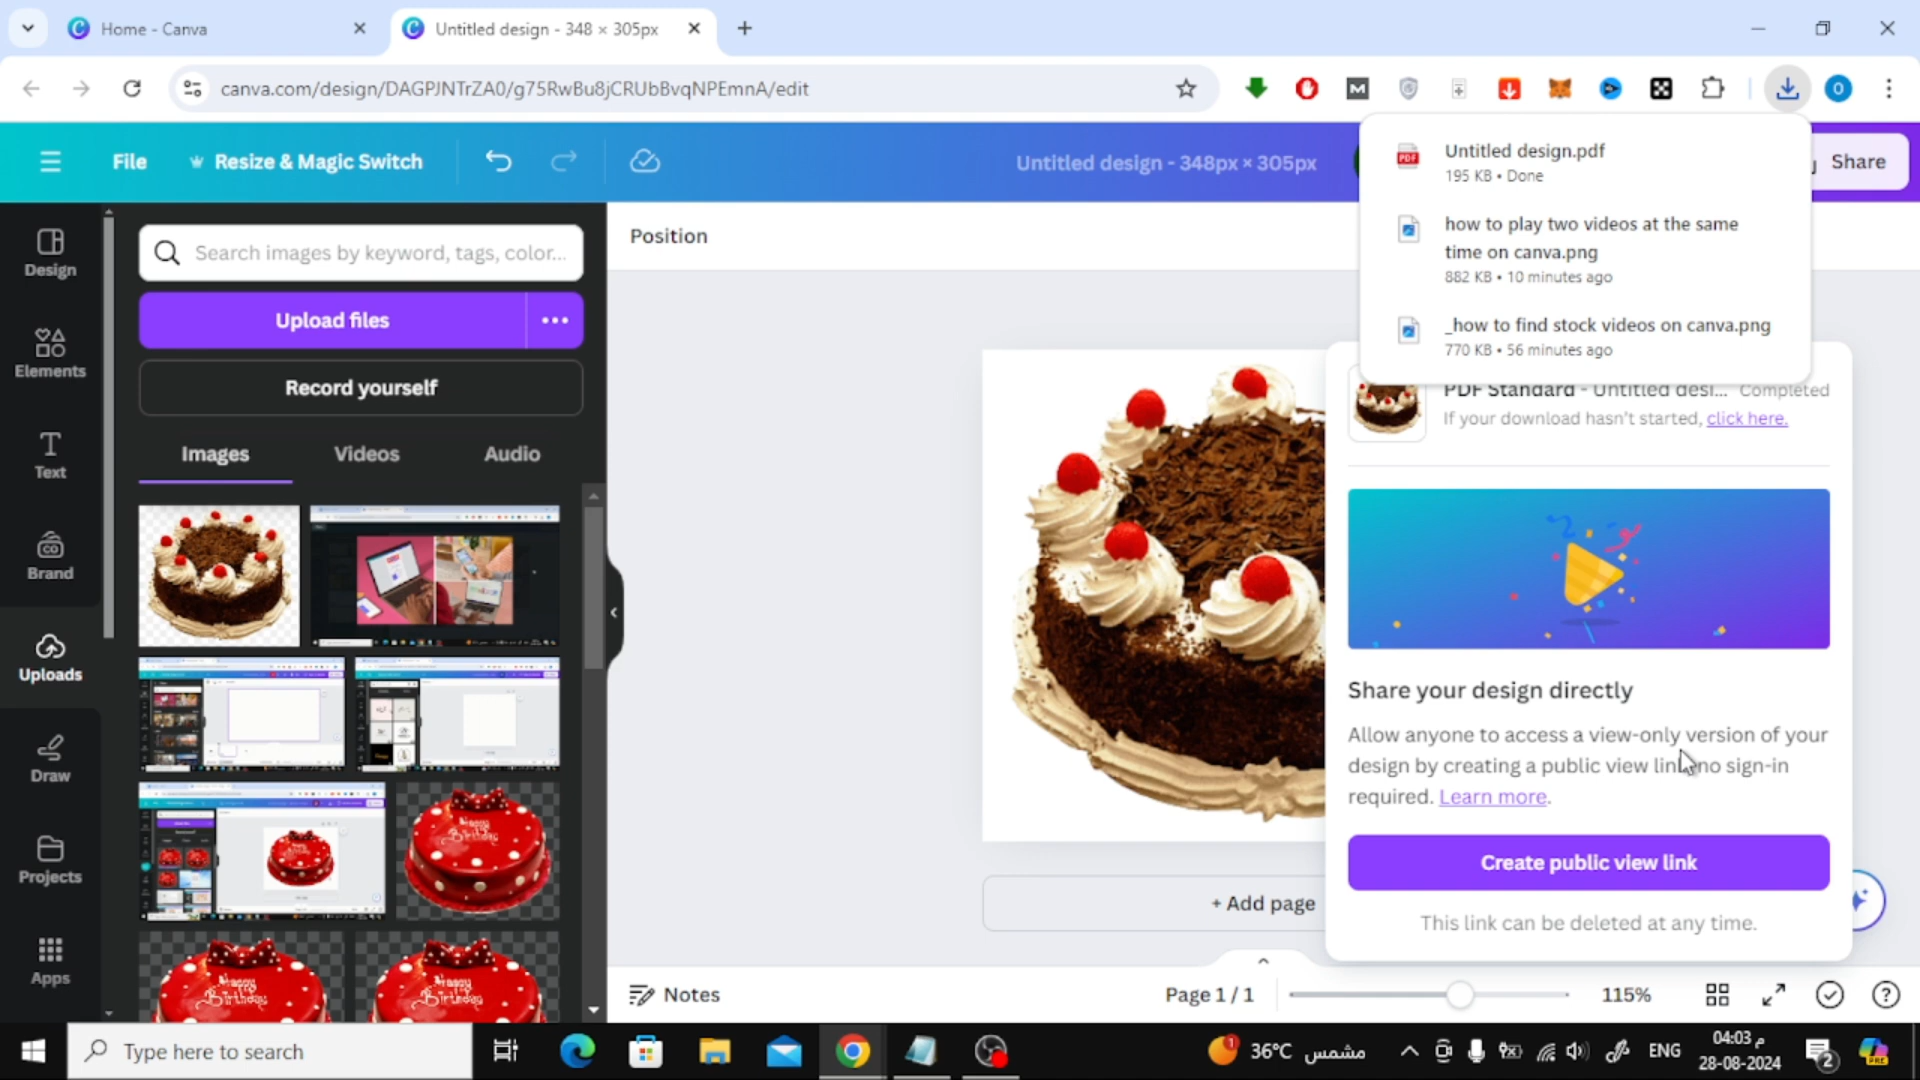 Home - Canva
Untitled design - 348 × 305px
canva.com/design/DAGPJNTrZA0/g75RwBu8jCRUbBvqNPEmnA/edit
File
Resize & Magic Switch
Untitled design - 348px × 305px
Share
Untitled design.pdf
195 KB • Done
how to play two videos at the same
time on canva.png
882 KB • 10 minutes ago
_how to find stock videos on canva.png
770 KB • 56 minutes ago
Design
Elements
Text
Brand
Uploads
Draw
Projects
Apps
Search images by keyword, tags, color...
Upload files
Record yourself
Images
Videos
Audio
Happy
Birthday
Happy
Birthday
Happy
Birthday
Position
PDF Standard - Untitled desi... Completed
If your download hasn't started, click here.
Share your design directly
Allow anyone to access a view-only version of your
design by creating a public view link no sign-in
required. Learn more.
Create public view link
This link can be deleted at any time.
+ Add page
Notes
Page 1 / 1
115%
Type here to search
36°C مشمس
ENG
04:03 م
28-08-2024
2